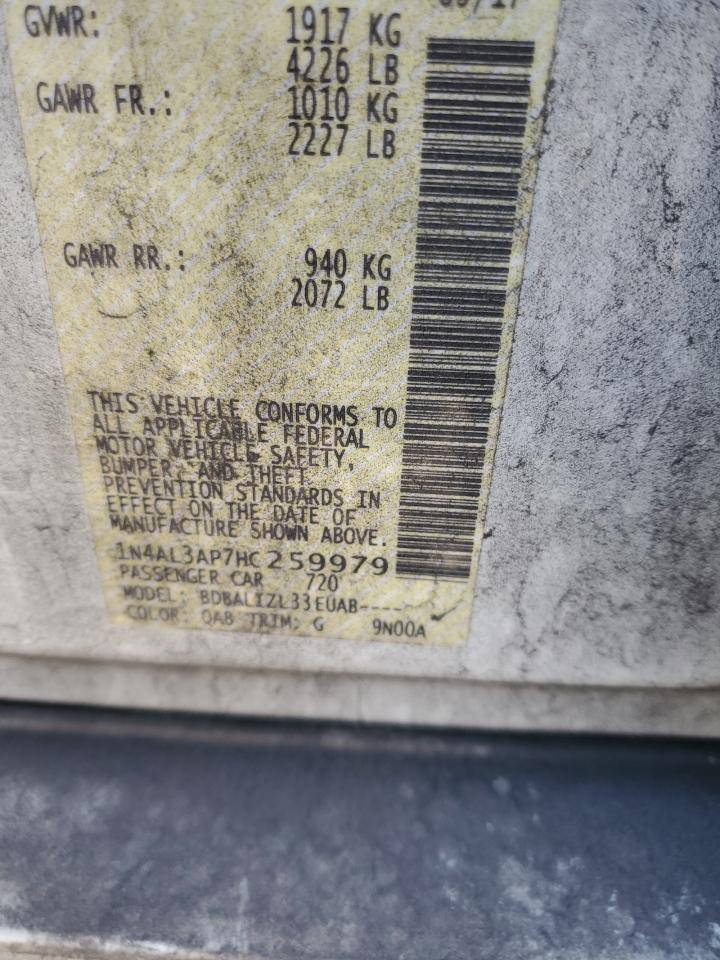 GVWR: 1917 KG
4226 LB
GAWR FR.: 1010 KG
2227 LB
GAWR RR.: 940 KG
2072 LB
THIS VEHICLE CONFORMS TO
ALL APPLICABLE FEDERAL
MOTOR VEHICLE SAFETY,
BUMPER, AND THEFT
PREVENTION STANDARDS IN
EFFECT ON THE DATE OF
MANUFACTURE SHOWN ABOVE.
1N4AL3AP7HC259979
PASSENGER CAR 720
MODEL: BDBALIZL33EUAB-----
COLOR: QAB TRIM: G 9N00A